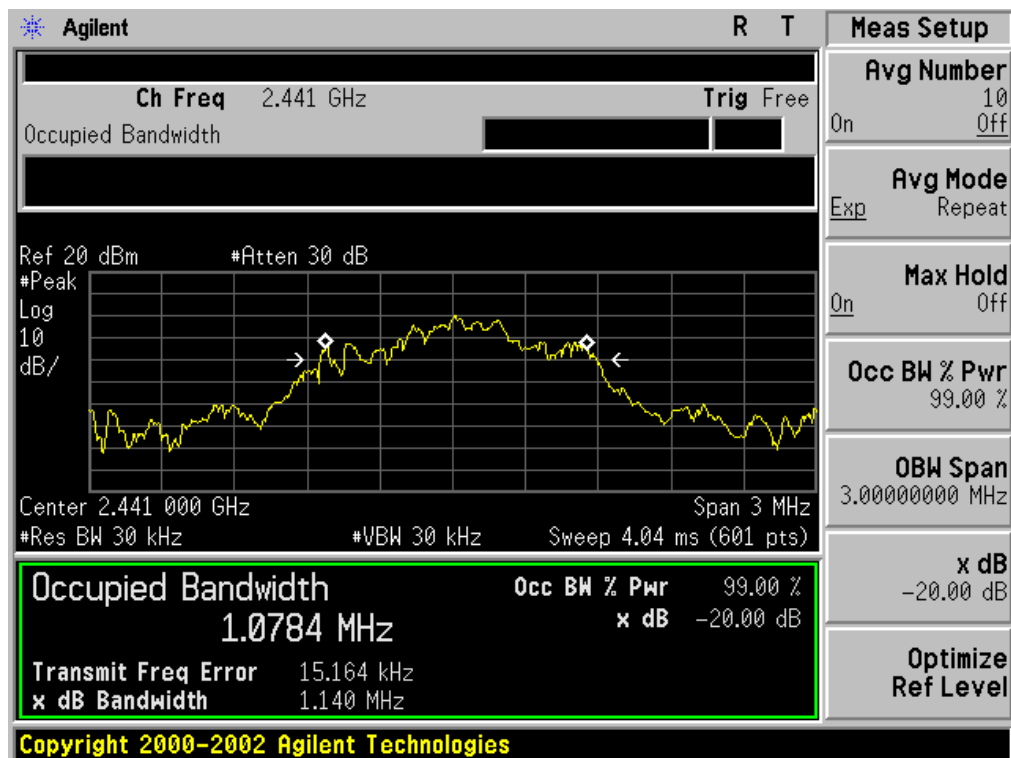 Agilent R T
Ch Freq 2.441 GHz Trig Free
Occupied Bandwidth
Ref 20 dBm #Atten 30 dB
#Peak
Log
10
dB/
Center 2.441 000 GHz Span 3 MHz
#Res BW 30 kHz #VBW 30 kHz Sweep 4.04 ms (601 pts)
Occupied Bandwidth Occ BW % Pwr 99.00 %
1.0784 MHz x dB -20.00 dB
Transmit Freq Error 15.164 kHz
x dB Bandwidth 1.140 MHz
Copyright 2000-2002 Agilent Technologies
Meas Setup
Avg Number
10
On Off
Avg Mode
Exp Repeat
Max Hold
On Off
Occ BW % Pwr
99.00 %
OBW Span
3.00000000 MHz
x dB
-20.00 dB
Optimize
Ref Level